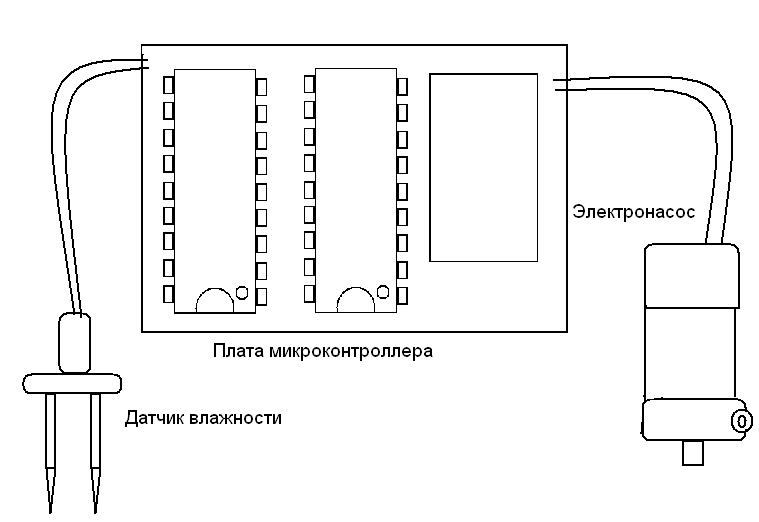 Электронасос
Плата микроконтроллера
Датчик влажности